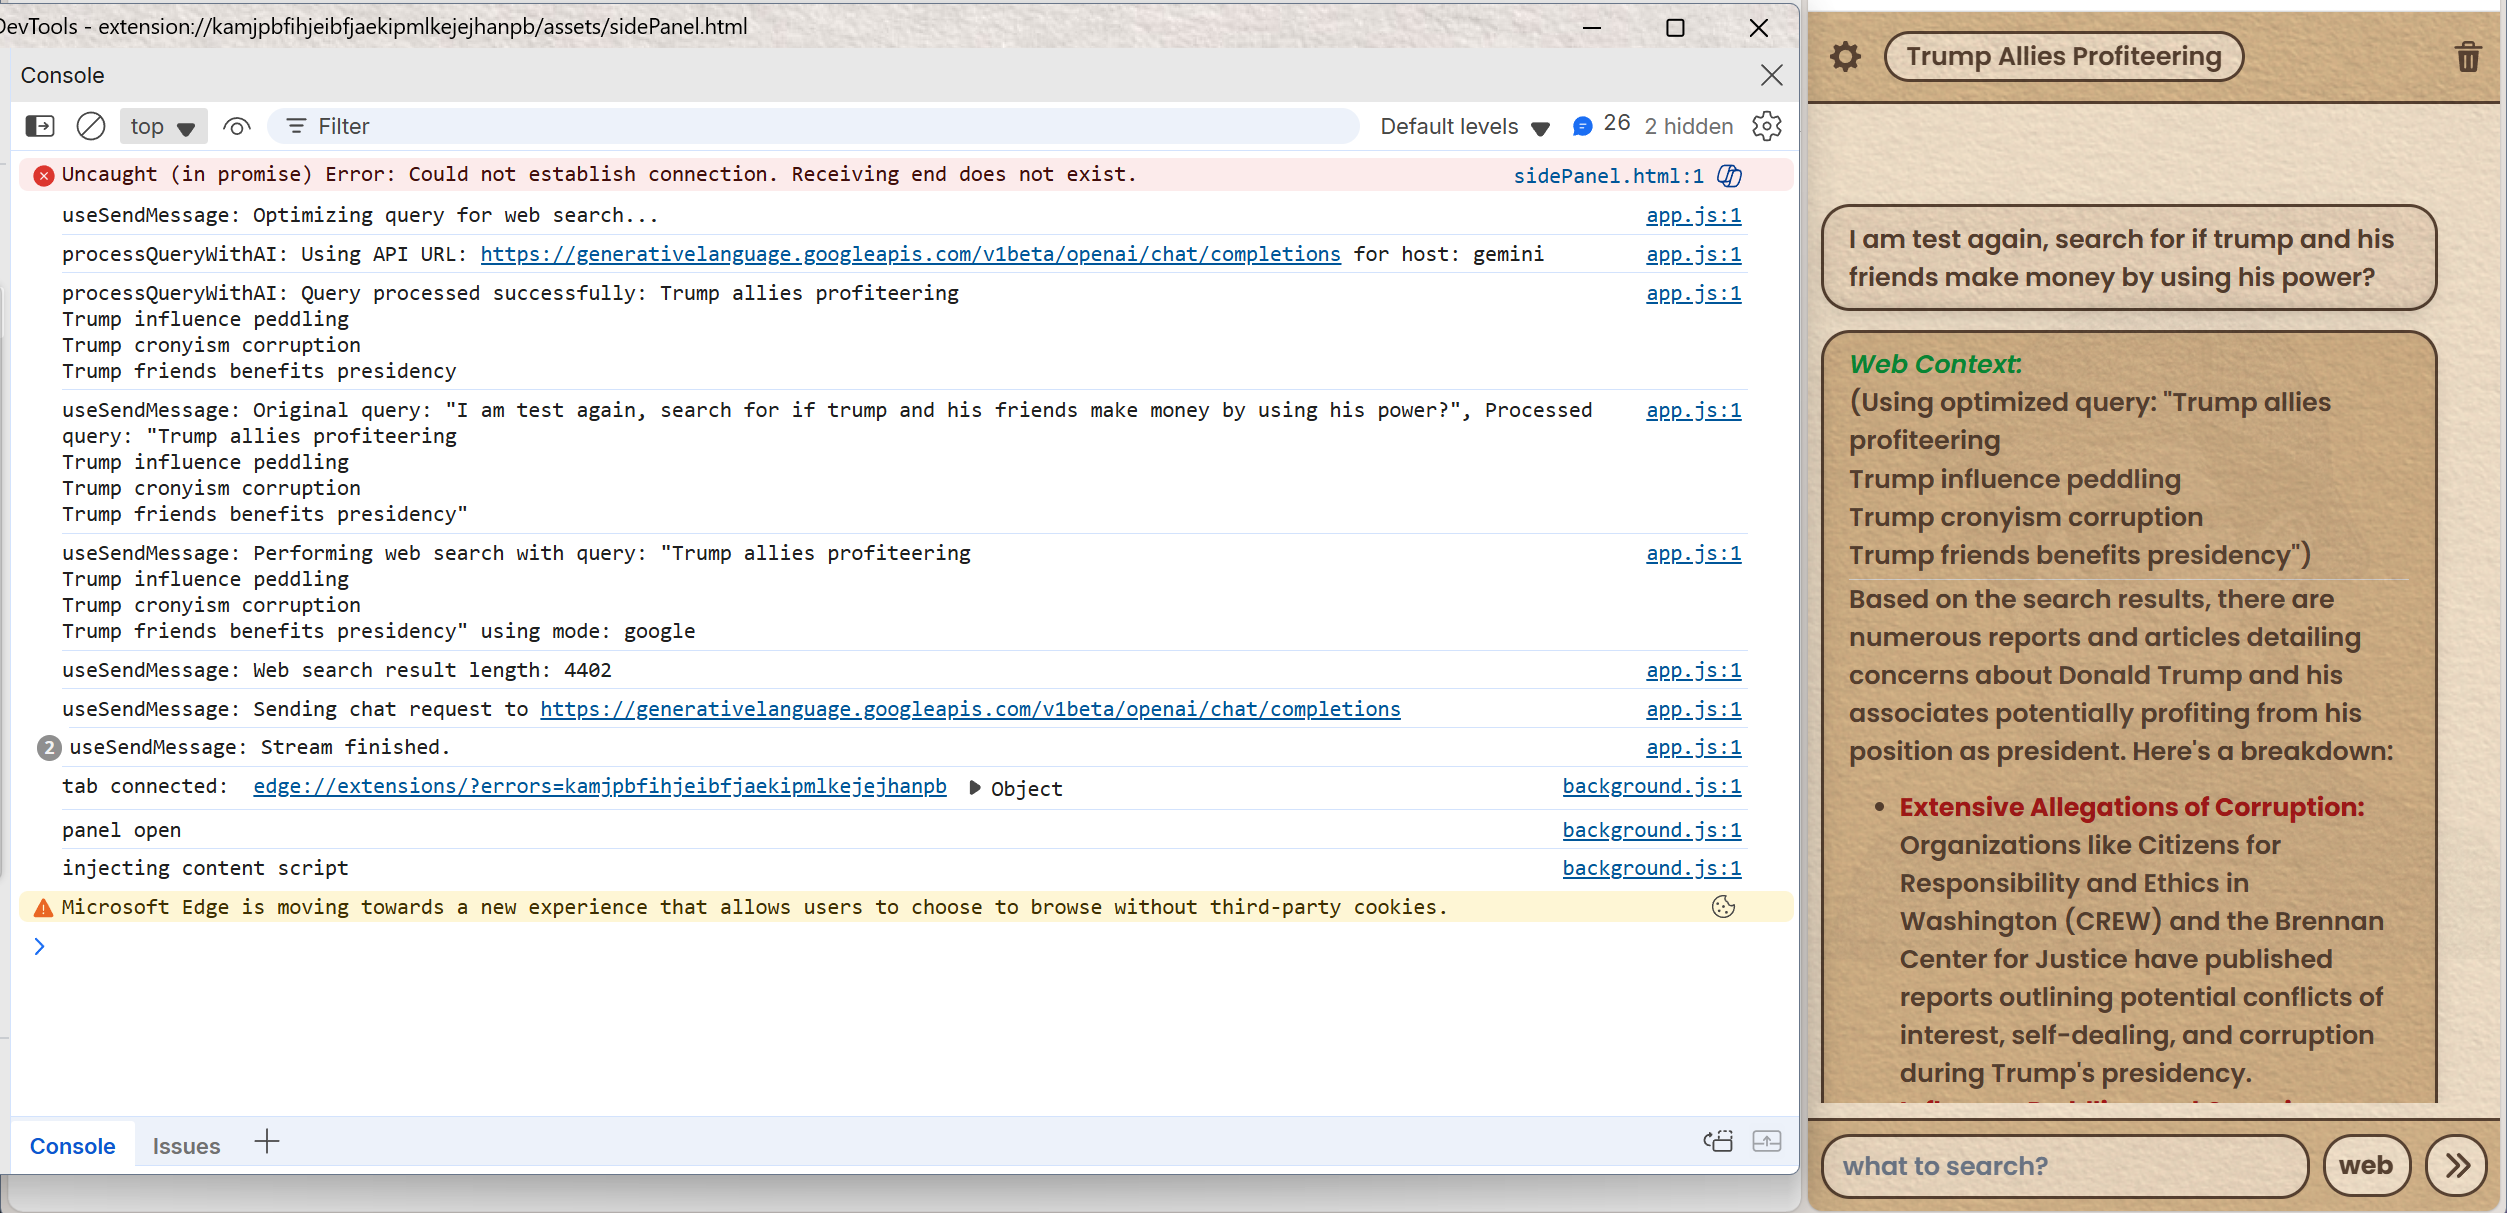 DevTools - extension://kamjpbfihjeibfjaekipmlkejejhanpb/assets/sidePanel.html
Console
top
Filter
Default levels
26
2 hidden
Uncaught (in promise) Error: Could not establish connection. Receiving end does not exist. sidePanel.html:1
useSendMessage: Optimizing query for web search... app.js:1
processQueryWithAI: Using API URL: https://generativelanguage.googleapis.com/v1beta/openai/chat/completions for host: gemini app.js:1
processQueryWithAI: Query processed successfully: Trump allies profiteering app.js:1
Trump influence peddling
Trump cronyism corruption
Trump friends benefits presidency
useSendMessage: Original query: "I am test again, search for if trump and his friends make money by using his power?", Processed app.js:1
query: "Trump allies profiteering
Trump influence peddling
Trump cronyism corruption
Trump friends benefits presidency"
useSendMessage: Performing web search with query: "Trump allies profiteering app.js:1
Trump influence peddling
Trump cronyism corruption
Trump friends benefits presidency" using mode: google
useSendMessage: Web search result length: 4402 app.js:1
useSendMessage: Sending chat request to https://generativelanguage.googleapis.com/v1beta/openai/chat/completions app.js:1
2 useSendMessage: Stream finished. app.js:1
tab connected: edge://extensions/?errors=kamjpbfihjeibfjaekipmlkejejhanpb Object background.js:1
panel open background.js:1
injecting content script background.js:1
Microsoft Edge is moving towards a new experience that allows users to choose to browse without third-party cookies.
Console
Issues
Trump Allies Profiteering
I am test again, search for if trump and his
friends make money by using his power?
Web Context:
(Using optimized query: "Trump allies
profiteering
Trump influence peddling
Trump cronyism corruption
Trump friends benefits presidency")
Based on the search results, there are
numerous reports and articles detailing
concerns about Donald Trump and his
associates potentially profiting from his
position as president. Here's a breakdown:
• Extensive Allegations of Corruption:
Organizations like Citizens for
Responsibility and Ethics in
Washington (CREW) and the Brennan
Center for Justice have published
reports outlining potential conflicts of
interest, self-dealing, and corruption
during Trump's presidency.
what to search?
web